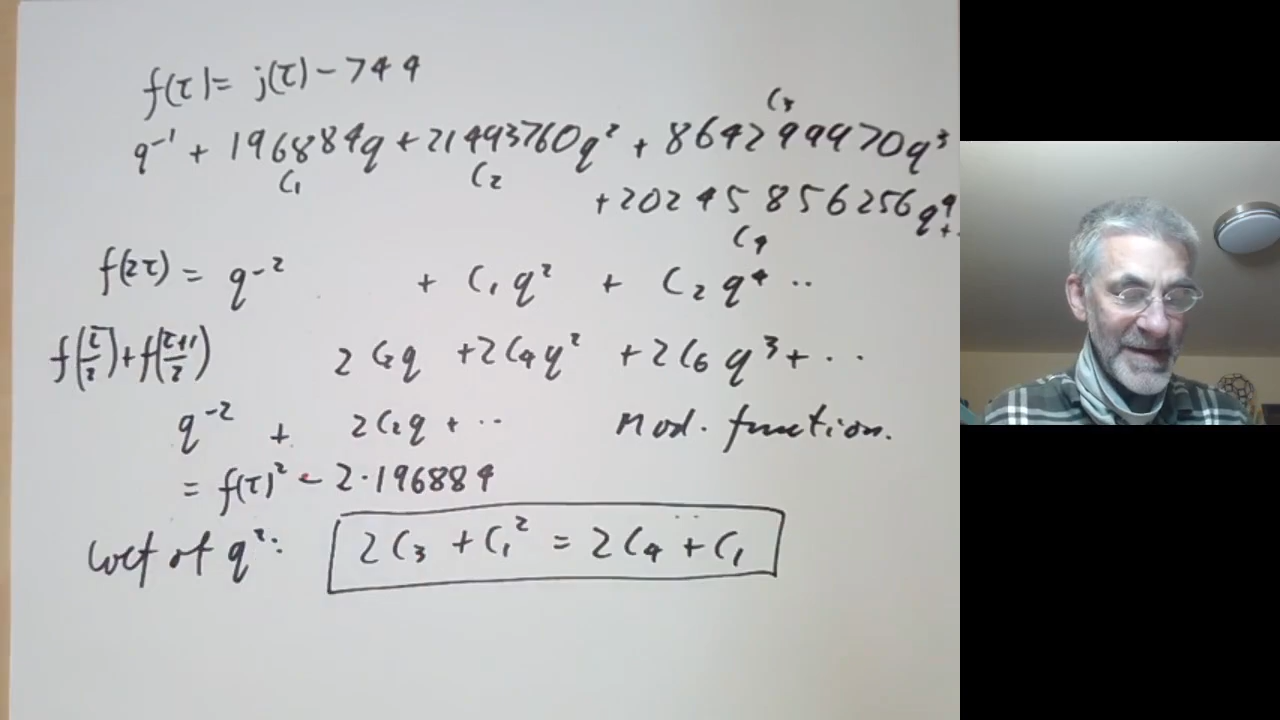 f(τ) = j(τ) − 744
C₃
q⁻¹ + 196884q + 21493760q² + 864299970q³
C₁ C₂
+ 20245856256q⁴ + ..
C₄
f(2τ) = q⁻² + C₁q² + C₂q⁴ ..
f(τ/2) + f((τ+1)/2) 2C₂q + 2C₄q² + 2C₆q³ + ...
q⁻² + 2C₂q + ... Mod. function.
= f(τ)² − 2·196884
Coef of q²: 2C₃ + C₁² = 2C₄ + C₁